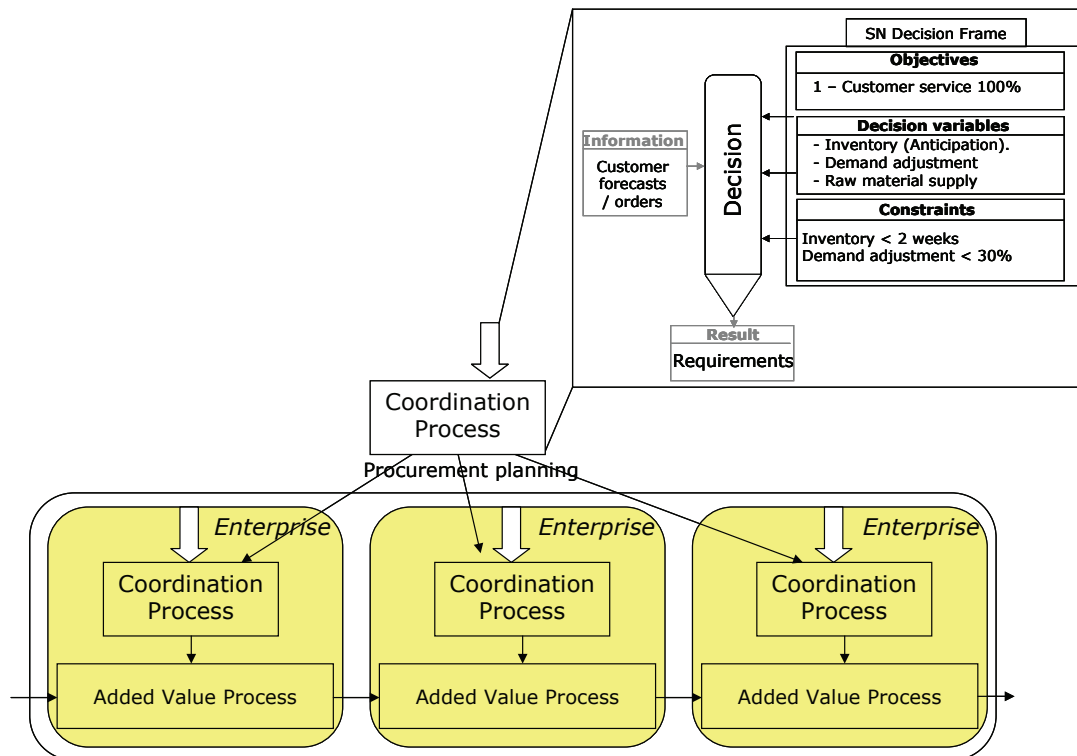 SN Decision Frame
Objectives
1 – Customer service 100%
Decision variables
- Inventory (Anticipation).
- Demand adjustment
- Raw material supply
Constraints
Inventory < 2 weeks
Demand adjustment < 30%
Information
Customer
forecasts
/ orders
Decision
Result
Requirements
Coordination
Process
Procurement planning
Enterprise
Coordination
Process
Added Value Process
Enterprise
Coordination
Process
Added Value Process
Enterprise
Coordination
Process
Added Value Process